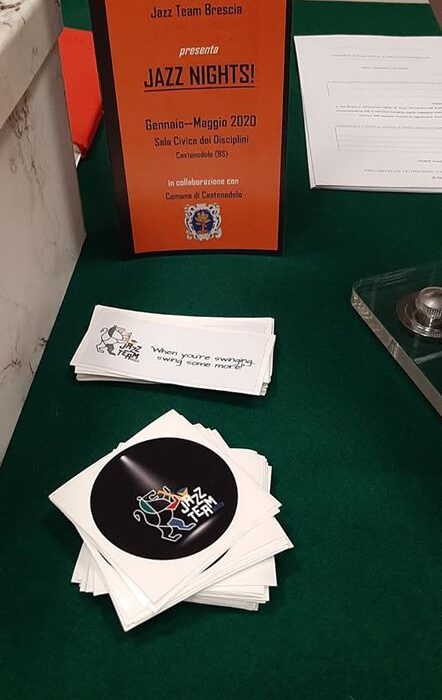 Jazz Team Brescia
presenta
JAZZ NIGHTS!
Gennaio—Maggio 2020
Sala Civica dei Disciplini
Castenedolo (BS)
in collaborazione con
Comune di Castenedolo
JAZZ
TEAM
"When you're swinging,
swing some more!"
JAZZ
TEAM